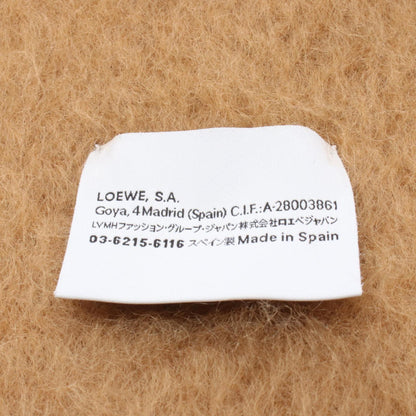 LOEWE, S.A.
Goya, 4 Madrid (Spain) C.I.F.: A-28003861
LVMHファッション・グループ・ジャパン株式会社ロエベジャパン
03-6215-6116 スペイン製 Made in Spain